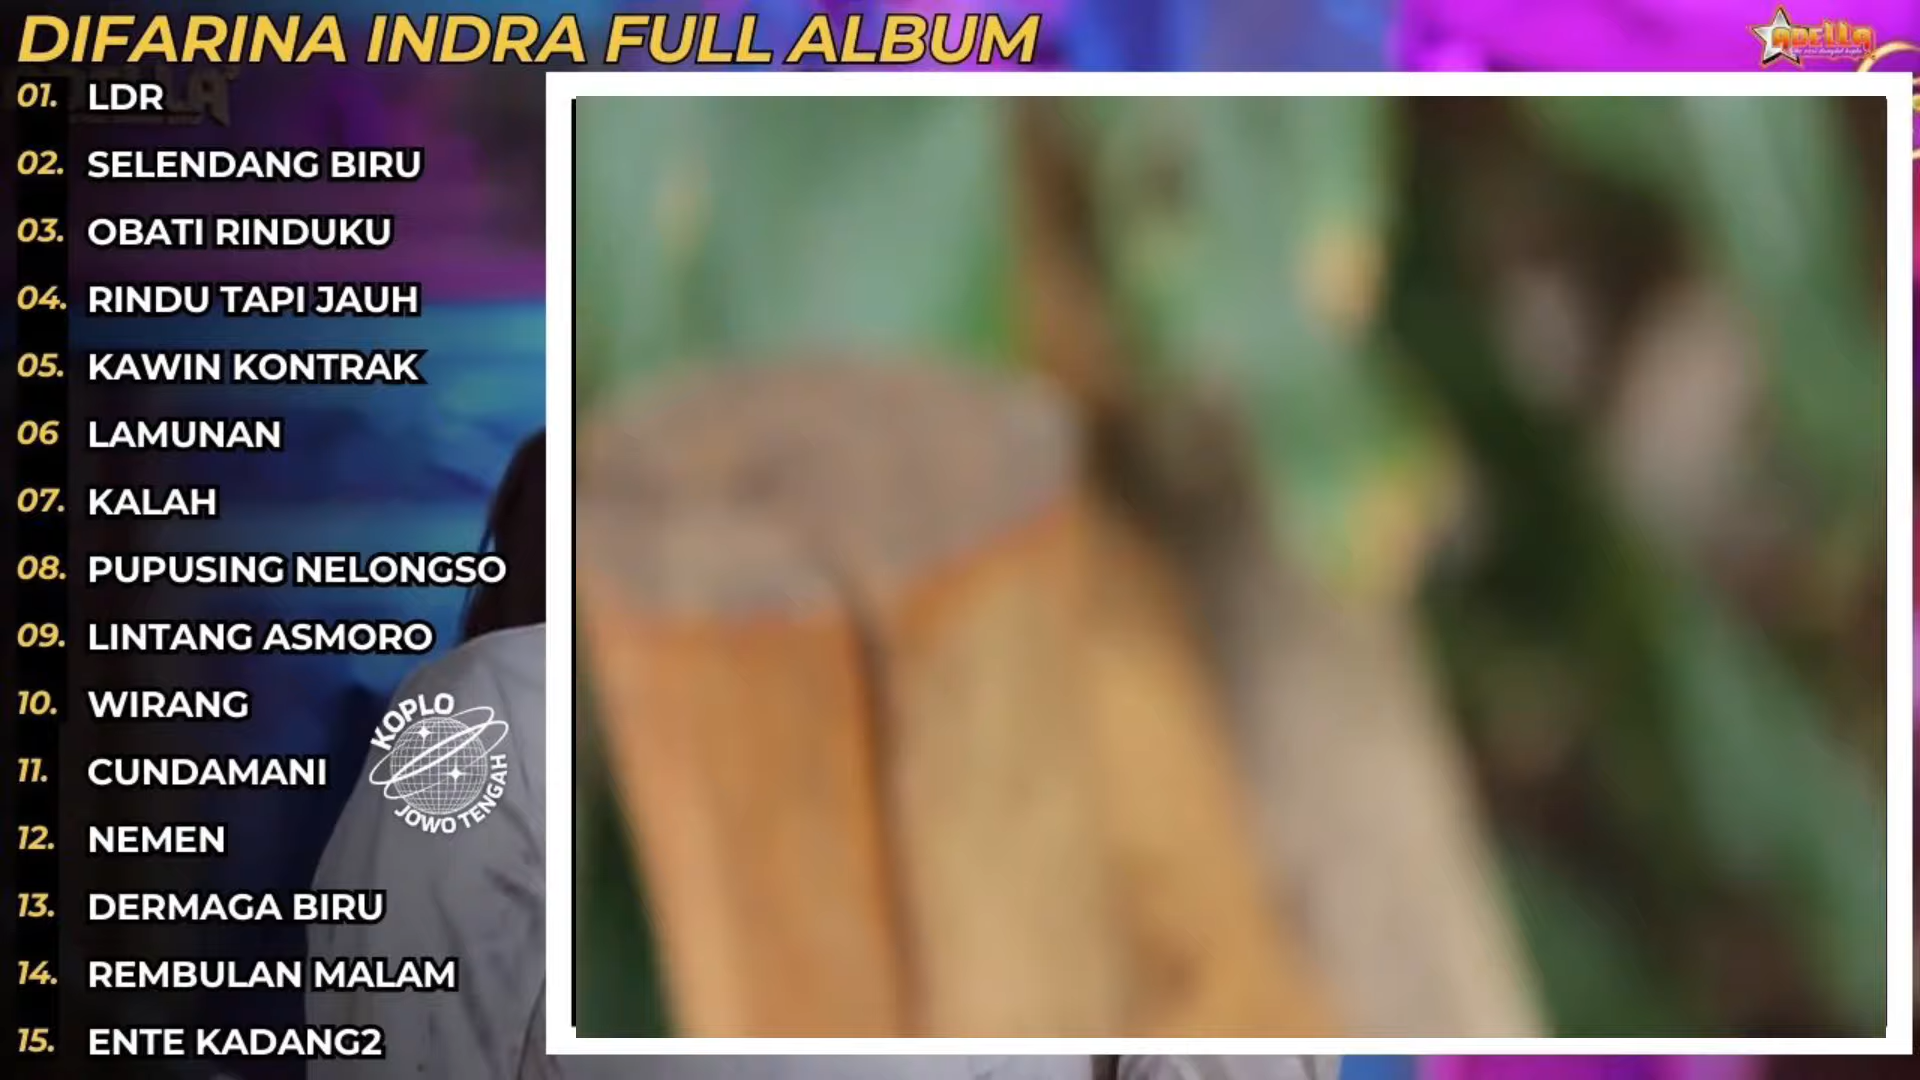 DIFARINA INDRA FULL ALBUM
ADELLA
01. LDR
02. SELENDANG BIRU
03. OBATI RINDUKU
04. RINDU TAPI JAUH
05. KAWIN KONTRAK
06 LAMUNAN
07. KALAH
08. PUPUSING NELONGSO
09. LINTANG ASMORO
10. WIRANG
11. CUNDAMANI
12. NEMEN
13. DERMAGA BIRU
14. REMBULAN MALAM
15. ENTE KADANG2
KOPLO
JOWO TENGAH